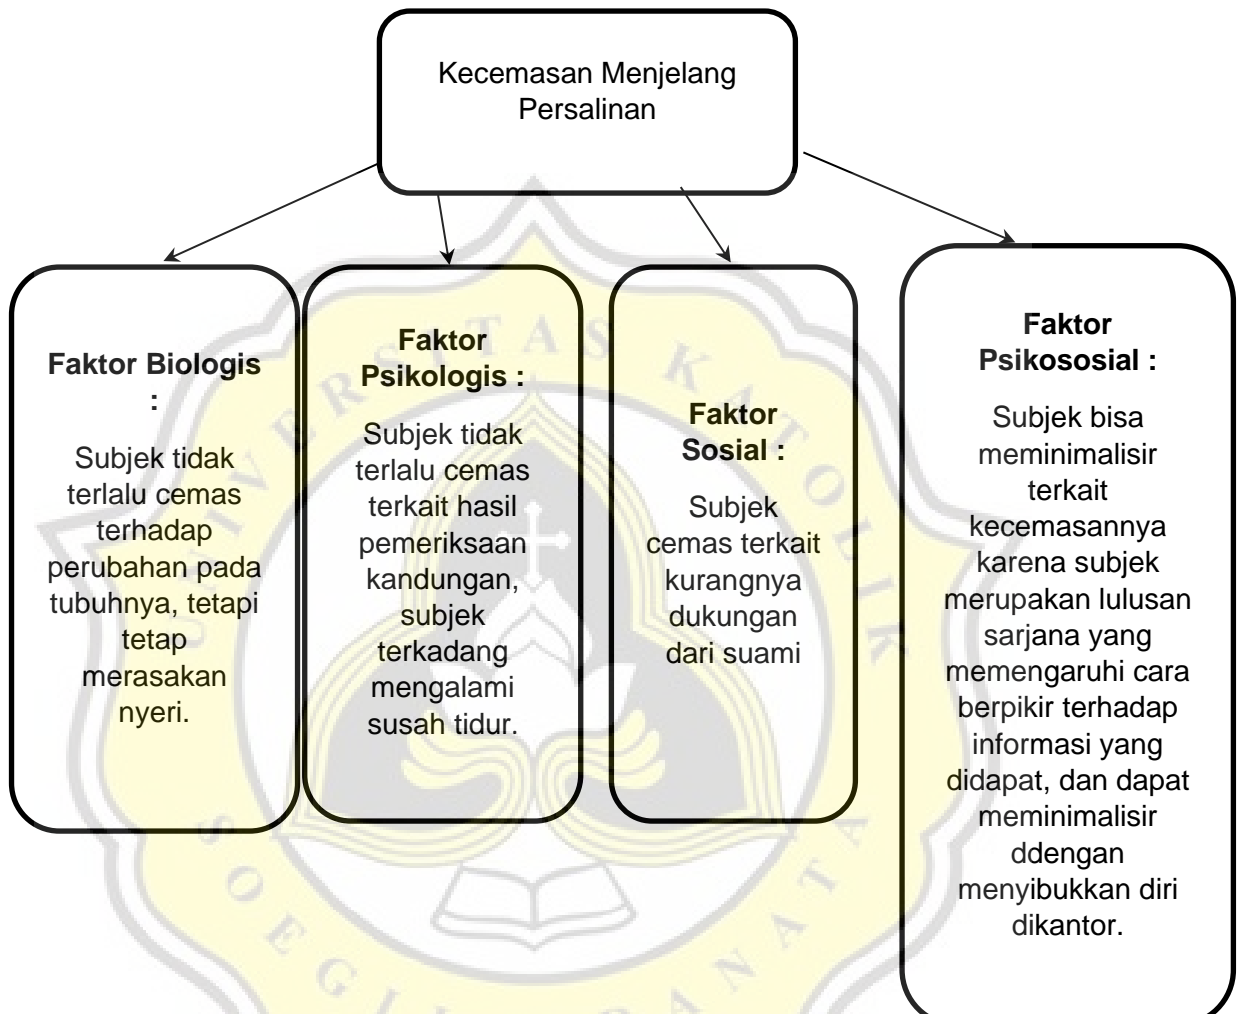 Kecemasan Menjelang
Persalinan
Faktor Biologis
:
Subjek tidak
terlalu cemas
terhadap
perubahan pada
tubuhnya, tetapi
tetap
merasakan
nyeri.
Faktor
Psikologis :
Subjek tidak
terlalu cemas
terkait hasil
pemeriksaan
kandungan,
subjek
terkadang
mengalami
susah tidur.
Faktor
Sosial :
Subjek
cemas terkait
kurangnya
dukungan
dari suami
Faktor
Psikososial :
Subjek bisa
meminimalisir
terkait
kecemasannya
karena subjek
merupakan lulusan
sarjana yang
memengaruhi cara
berpikir terhadap
informasi yang
didapat, dan dapat
meminimalisir
ddengan
menyibukkan diri
dikantor.
UNIVERSITAS KATOLIK